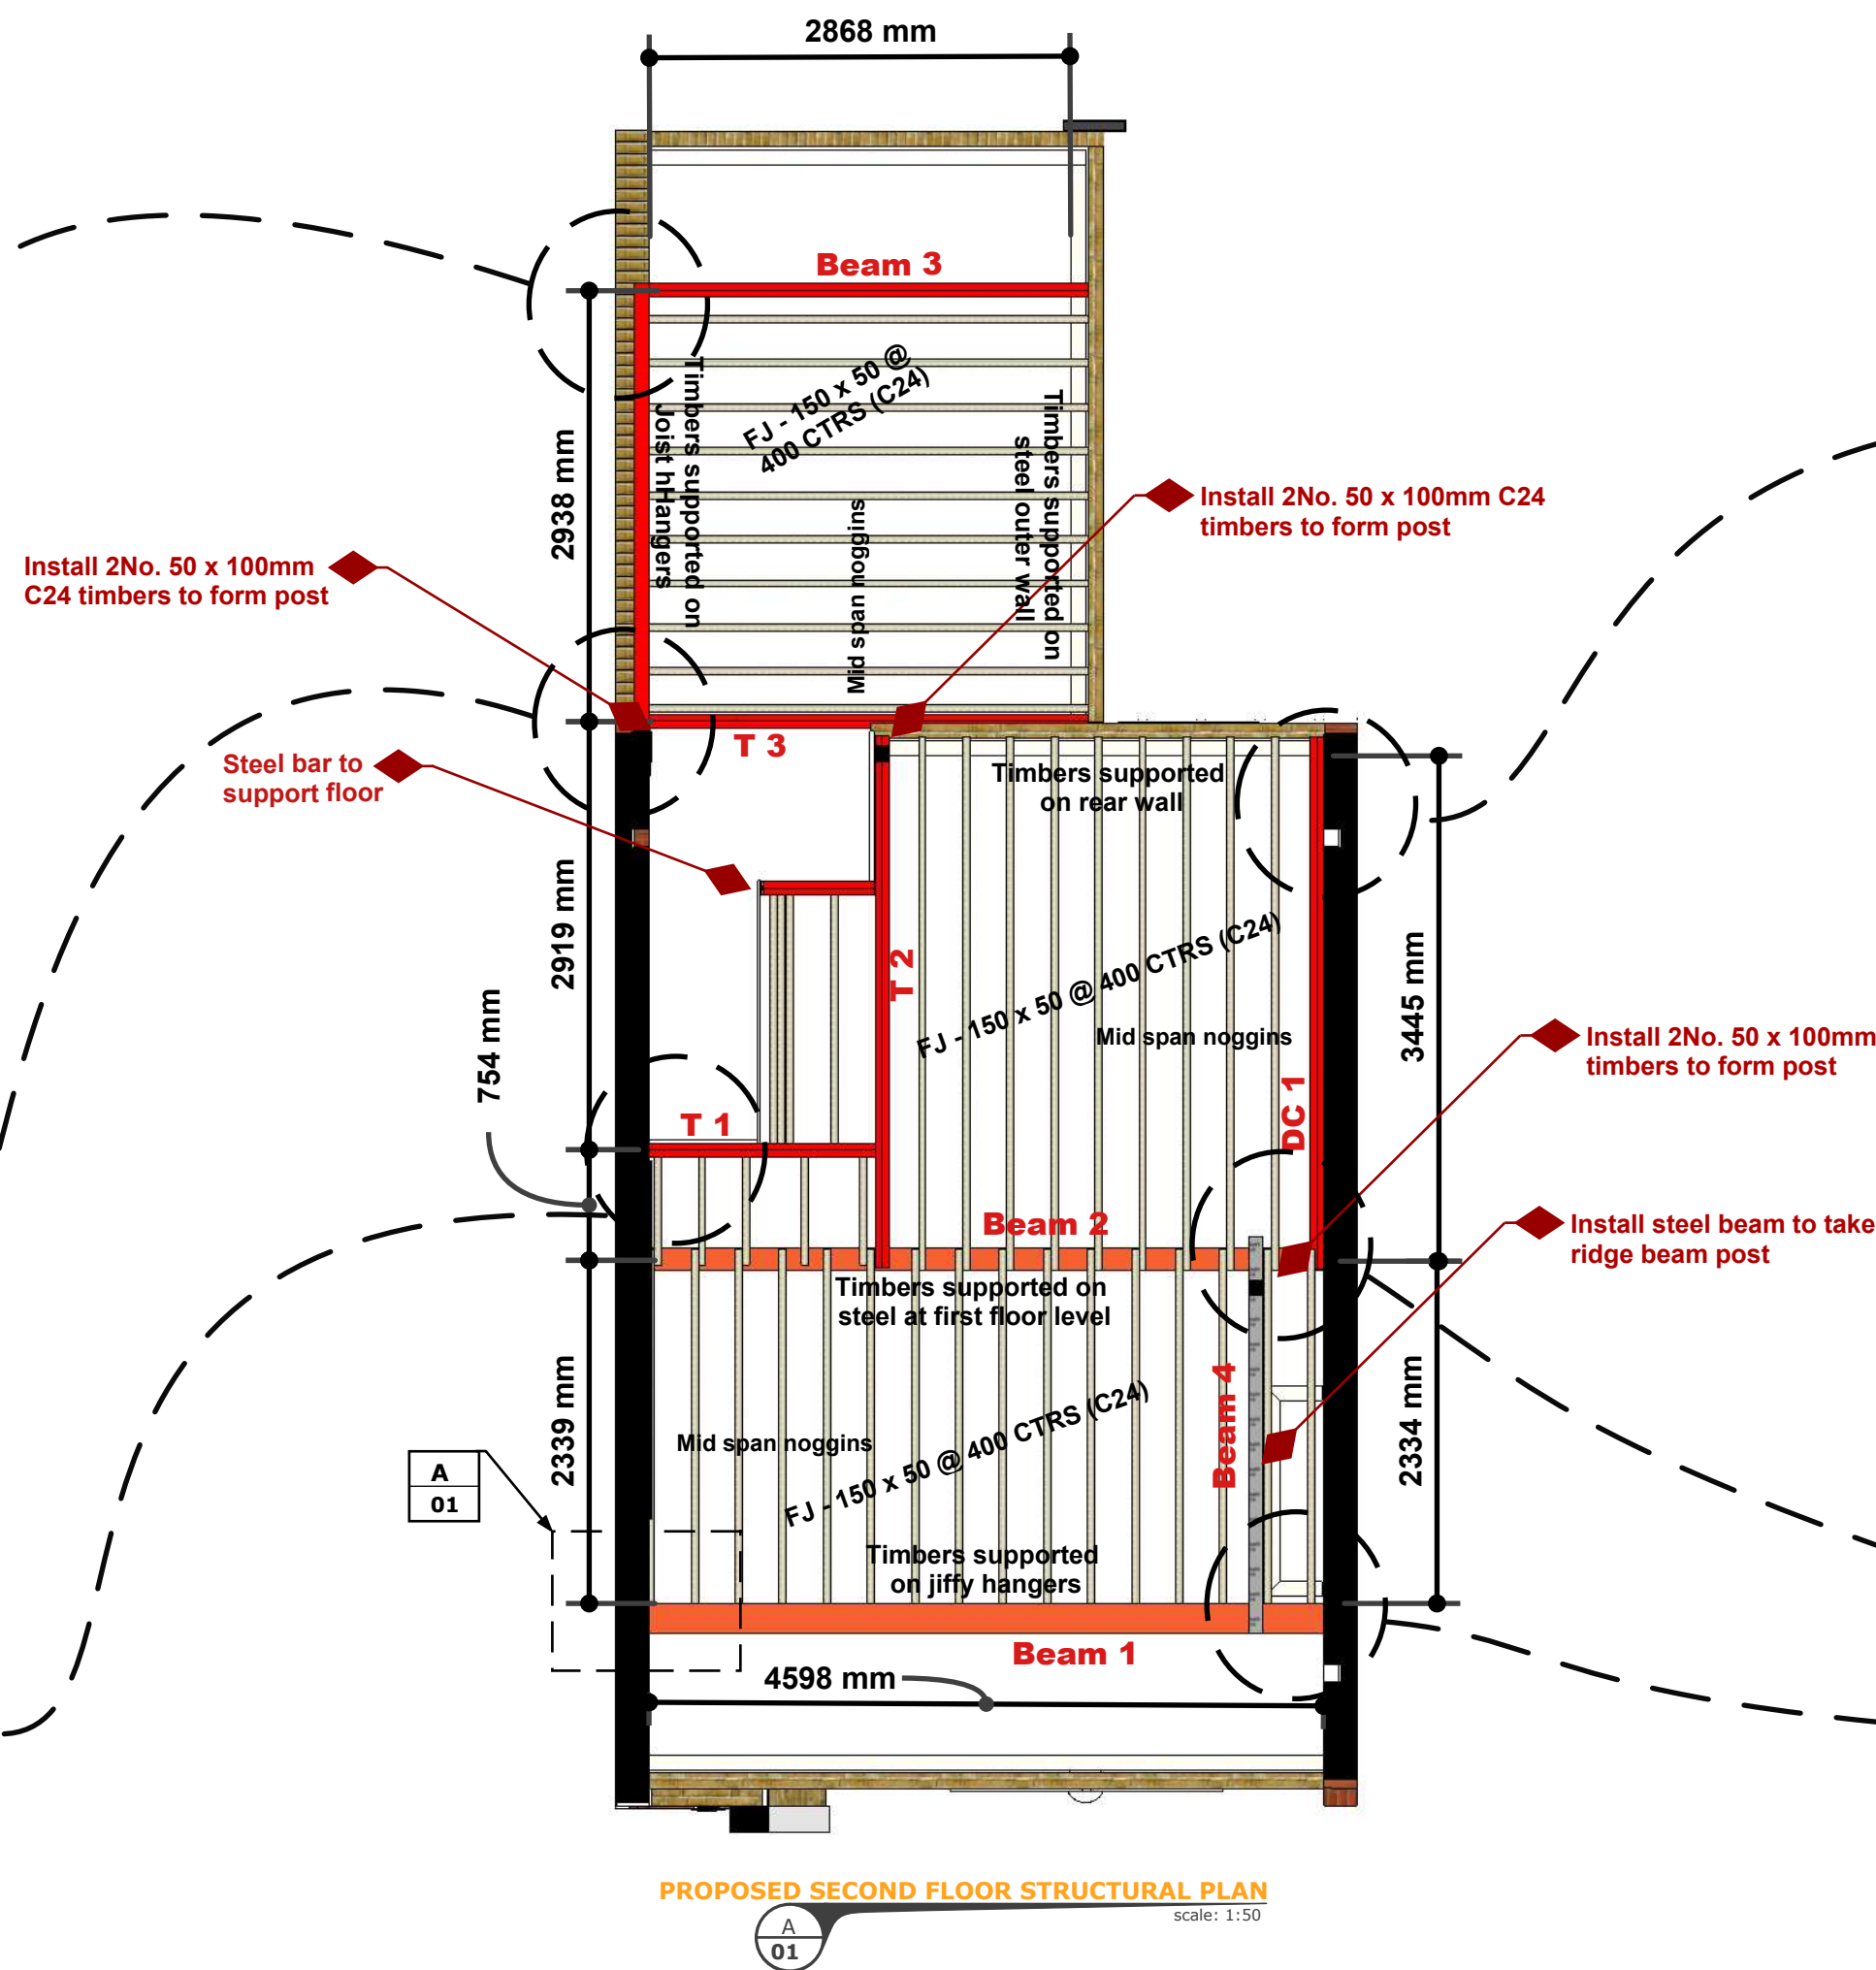 2868 mm
Beam 3
FJ - 150 x 50 @
400 CTRS (C24)
Timbers supported on
Joist hHangers
Timbers supported on
steel outer wall
Mid span noggins
2938 mm
Install 2No. 50 x 100mm C24
timbers to form post
Install 2No. 50 x 100mm
C24 timbers to form post
T 3
Steel bar to
support floor
Timbers supported
on rear wall
2919 mm
T 2
FJ - 150 x 50 @ 400 CTRS (C24)
Mid span noggins
3445 mm
754 mm
Install 2No. 50 x 100mm
timbers to form post
T 1
DC 1
Beam 2
Install steel beam to take
ridge beam post
Timbers supported on
steel at first floor level
2339 mm
Mid span noggins
FJ - 150 x 50 @ 400 CTRS (C24)
Beam 4
2334 mm
A
01
Timbers supported
on jiffy hangers
Beam 1
4598 mm
PROPOSED SECOND FLOOR STRUCTURAL PLAN
scale: 1:50
A
01